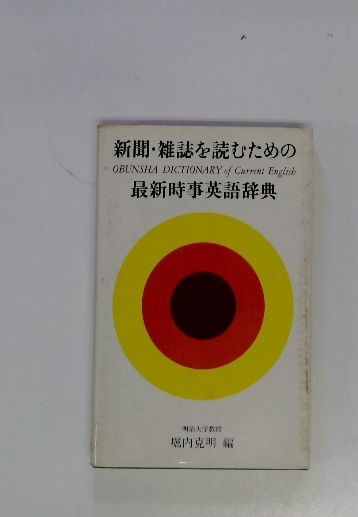 新聞・雑誌を読むための
OBUNSHA DICTIONARY of Current English
最新時事英語辞典
明治大学教授
堀内克明 編